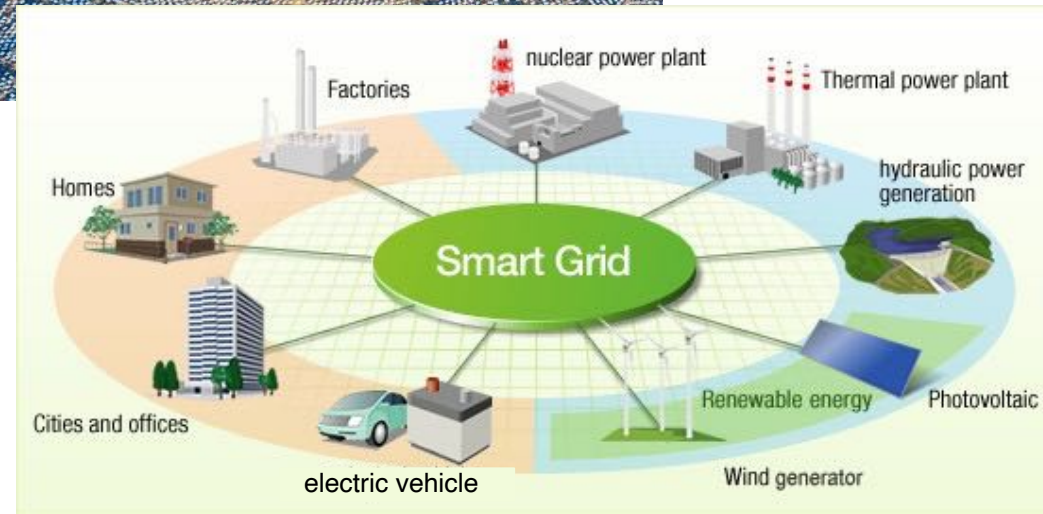 nuclear power plant
Factories
Thermal power plant
Homes
hydraulic power
generation
Smart Grid
Renewable energy
Photovoltaic
Cities and offices
electric vehicle
Wind generator